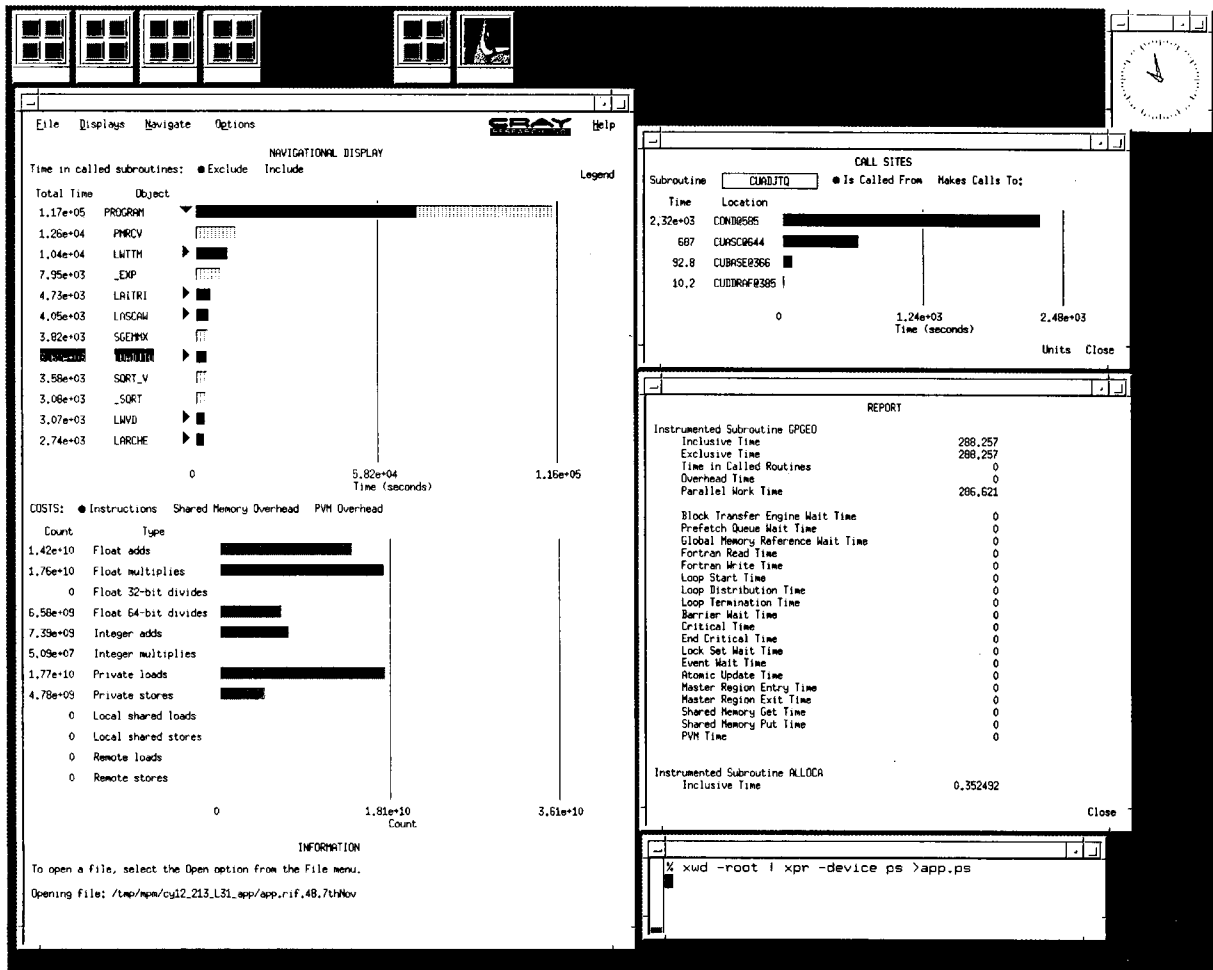 File Displays Navigate Options CRAY RESEARCH INC Help
NAVIGATIONAL DISPLAY
Time in called subroutines: Exclude Include
Legend
Total Time Object
1.17e+05 PROGRAM
1.26e+04 PMRCV
1.04e+04 LWTTM
7.95e+03 _EXP
4.73e+03 LAITRI
4.05e+03 LASCAW
3.82e+03 SGEMMX
3.58e+03 SQRT_V
3.08e+03 _SQRT
3.07e+03 LWVD
2.74e+03 LARCHE
0 5.82e+04 1.16e+05
Time (seconds)
COSTS: Instructions Shared Memory Overhead PVM Overhead
Count Type
1.42e+10 Float adds
1.76e+10 Float multiplies
0 Float 32-bit divides
6.58e+09 Float 64-bit divides
7.39e+09 Integer adds
5.09e+07 Integer multiplies
1.77e+10 Private loads
4.78e+09 Private stores
0 Local shared loads
0 Local shared stores
0 Remote loads
0 Remote stores
0 1.81e+10 3.61e+10
Count
INFORMATION
To open a file, select the Open option from the File menu.
Opening file: /tmp/mpm/cy12_213_L31_app/app.rif.48.7thNov
CALL SITES
Subroutine CUADJTQ Is Called From Makes Calls To:
Time Location
2.32e+03 COND@585
687 CUASC@644
92.8 CUBASE@366
10.2 CUDDRAF@385
0 1.24e+03 2.48e+03
Time (seconds)
Units Close
REPORT
Instrumented Subroutine GPGEO
Inclusive Time 288.257
Exclusive Time 288.257
Time in Called Routines 0
Overhead Time 0
Parallel Work Time 286.621
Block Transfer Engine Wait Time 0
Prefetch Queue Wait Time 0
Global Memory Reference Wait Time 0
Fortran Read Time 0
Fortran Write Time 0
Loop Start Time 0
Loop Distribution Time 0
Loop Termination Time 0
Barrier Wait Time 0
Critical Time 0
End Critical Time 0
Lock Set Wait Time 0
Event Wait Time 0
Atomic Update Time 0
Master Region Entry Time 0
Master Region Exit Time 0
Shared Memory Get Time 0
Shared Memory Put Time 0
PVM Time 0
Instrumented Subroutine ALLOCA
Inclusive Time 0.352492
Close
% xwd -root | xpr -device ps >app.ps